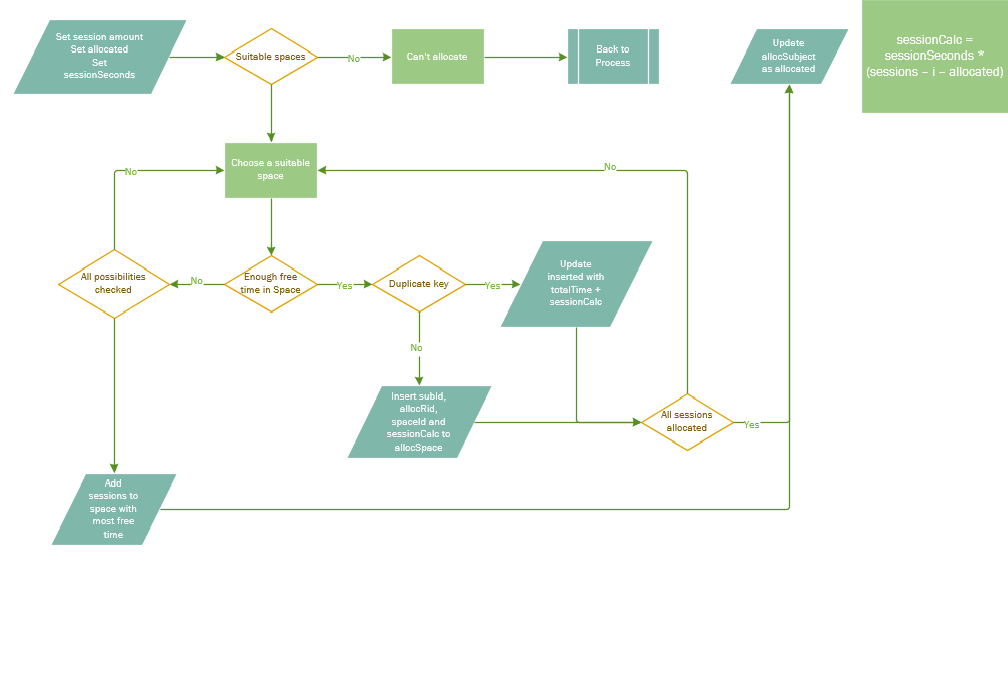 Set session amount
Set allocated
Set
sessionSeconds
Suitable spaces
No
Can't allocate
Back to
Process
Update
allocSubject
as allocated
sessionCalc =
sessionSeconds *
(sessions – i – allocated)
Choose a suitable
space
No
No
All possibilities
checked
No
Enough free
time in Space
Yes
Duplicate key
Yes
Update
inserted with
totalTime +
sessionCalc
No
Insert subId,
allocRid,
spaceId and
sessionCalc to
allocSpace
All sessions
allocated
Yes
Add
sessions to
space with
most free
time